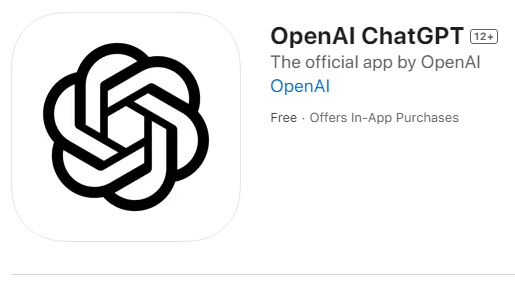 OpenAI ChatGPT 12+
The official app by OpenAI
OpenAI
Free · Offers In-App Purchases